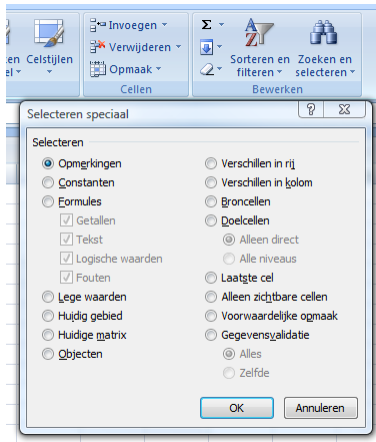 ken Celstijlen
el
Invoegen
Verwijderen
Opmaak
Cellen
Σ
A
Z
Sorteren en
filteren
Zoeken en
selecteren
Bewerken
Selecteren speciaal
?
Selecteren
Opmerkingen
Constanten
Formules
Getallen
Tekst
Logische waarden
Fouten
Lege waarden
Huidig gebied
Huidige matrix
Objecten
Verschillen in rij
Verschillen in kolom
Broncellen
Doelcellen
Alleen direct
Alle niveaus
Laatste cel
Alleen zichtbare cellen
Voorwaardelijke opmaak
Gegevensvalidatie
Alles
Zelfde
OK
Annuleren